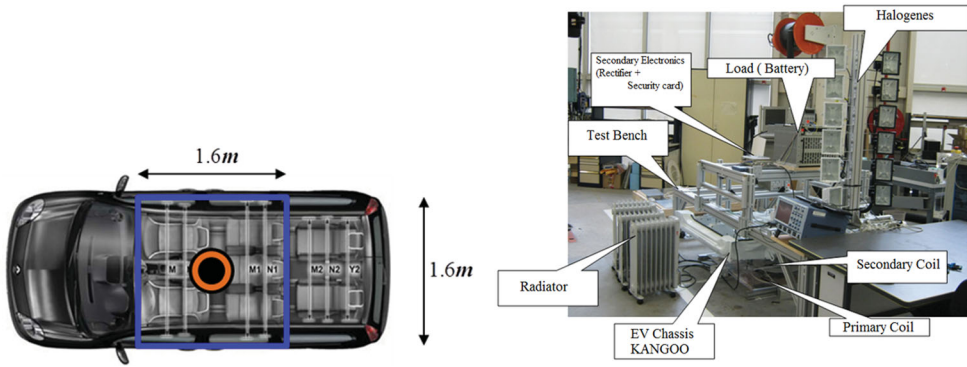 1.6m
1.6m
M
M1
N1
M2
N2
Y2
Halogenes
Secondary Electronics
(Rectifier +
Security card)
Load ( Battery)
Test Bench
Radiator
EV Chassis
KANGOO
Secondary Coil
Primary Coil